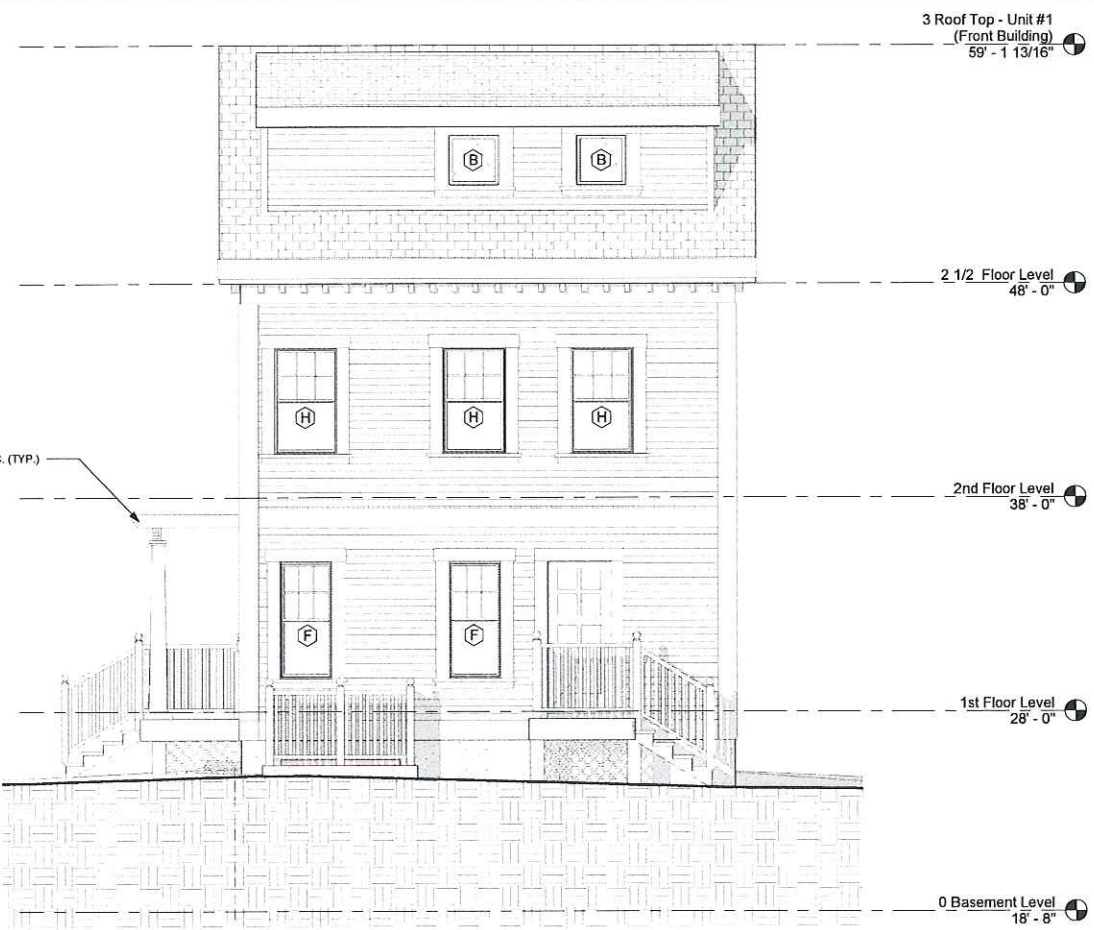 3 Roof Top - Unit #1
(Front Building)
59' - 1 13/16"
B
B
2 1/2 Floor Level
48' - 0"
H
H
H
(TYP.)
2nd Floor Level
38' - 0"
F
F
1st Floor Level
28' - 0"
0 Basement Level
18' - 8"